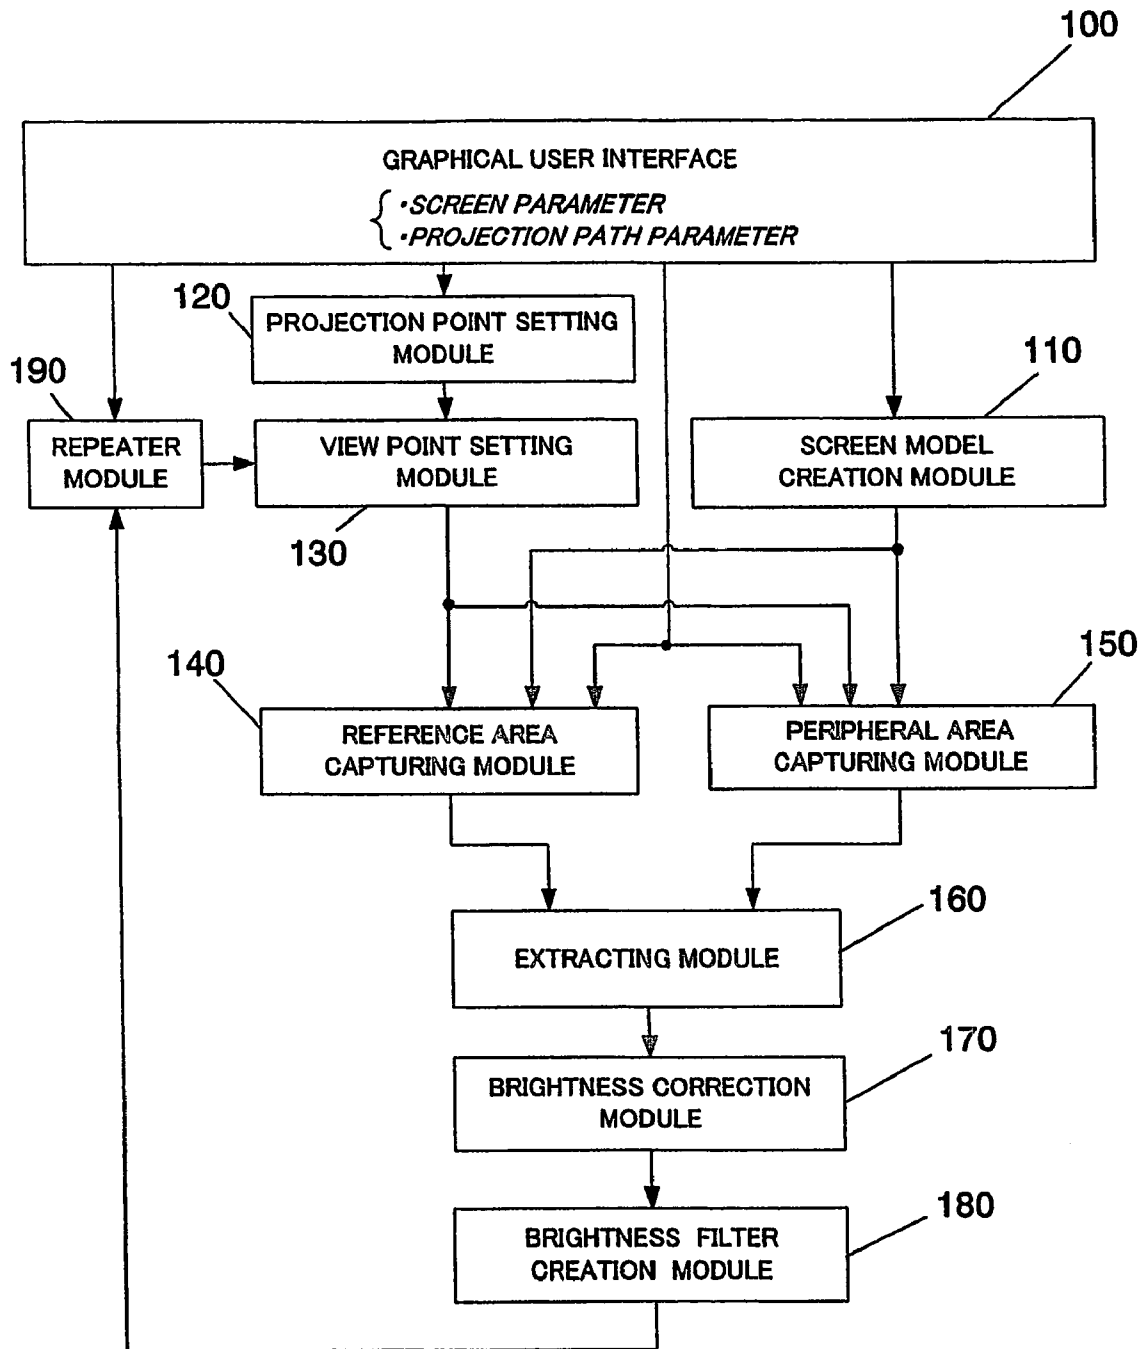 100
GRAPHICAL USER INTERFACE
・SCREEN PARAMETER
・PROJECTION PATH PARAMETER
120
PROJECTION POINT SETTING
MODULE
190
110
REPEATER
MODULE
VIEW POINT SETTING
MODULE
SCREEN MODEL
CREATION MODULE
130
140
150
REFERENCE AREA
CAPTURING MODULE
PERIPHERAL AREA
CAPTURING MODULE
160
EXTRACTING MODULE
170
BRIGHTNESS CORRECTION
MODULE
180
BRIGHTNESS FILTER
CREATION MODULE